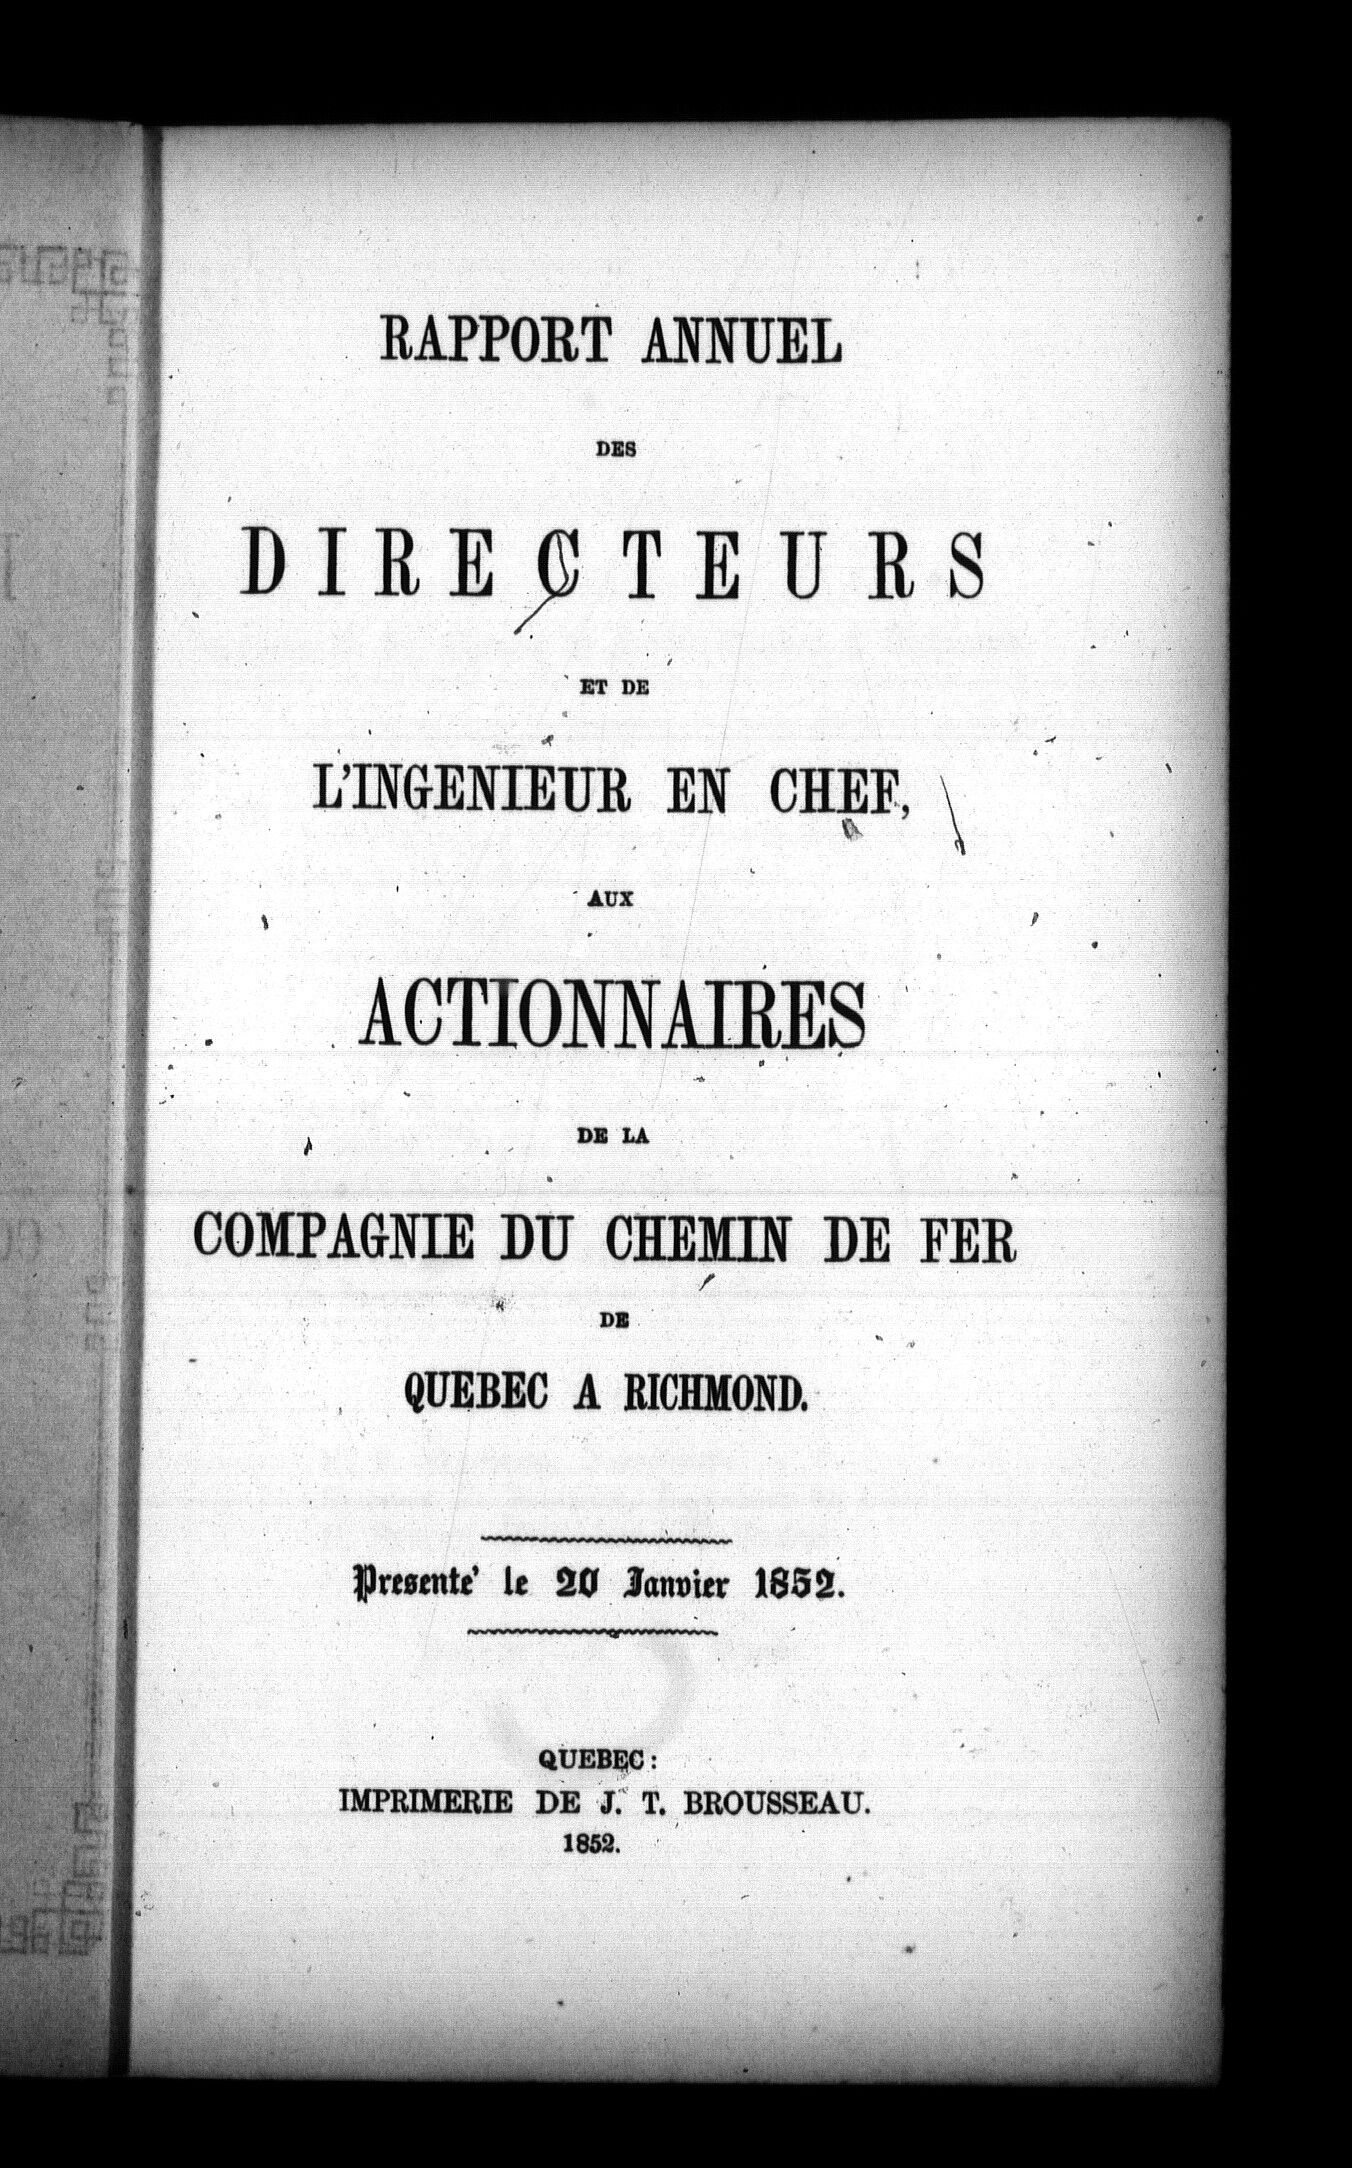 RAPPORT ANNUEL
DES
DIRECTEURS
ET DE
L'INGENIEUR EN CHEF,
AUX
ACTIONNAIRES
DE LA
COMPAGNIE DU CHEMIN DE FER
DE
QUEBEC A RICHMOND.
Presente' le 20 Janvier 1852.
QUEBEC:
IMPRIMERIE DE J. T. BROUSSEAU.
1852.